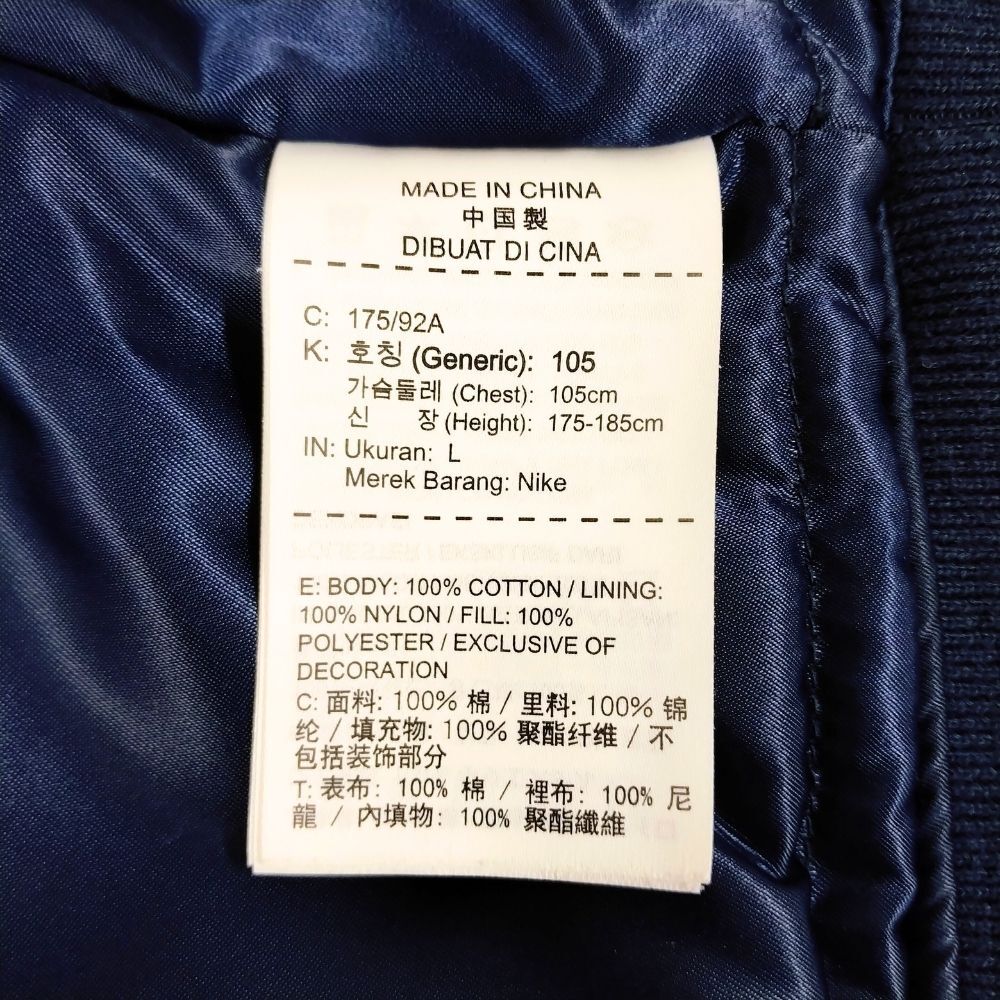 MADE IN CHINA
中国製
DIBUAT DI CINA
C: 175/92A
K: 호칭 (Generic): 105
가슴둘레 (Chest): 105cm
신 장 (Height): 175-185cm
IN: Ukuran: L
Merek Barang: Nike
E: BODY: 100% COTTON / LINING:
100% NYLON / FILL: 100%
POLYESTER / EXCLUSIVE OF
DECORATION
C: 面料: 100% 棉 / 里料: 100% 锦
纶 / 填充物: 100% 聚酯纤维 / 不
包括装饰部分
T: 表布: 100% 棉 / 裡布: 100% 尼
龍 / 內填物: 100% 聚酯纖維